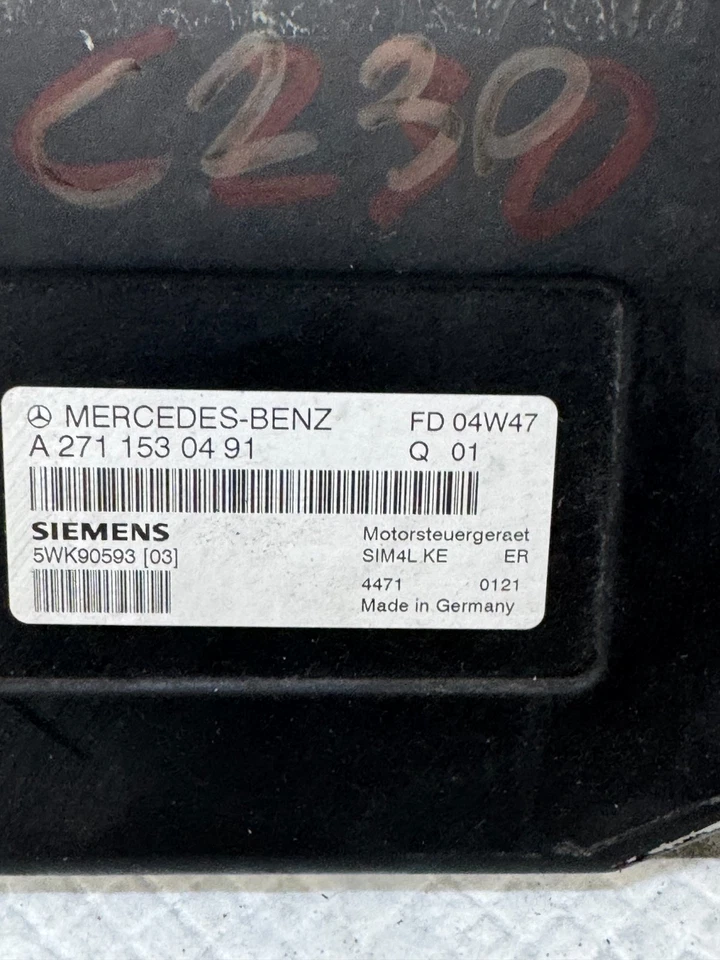 C230
MERCEDES-BENZ FD 04W47
A 271 153 04 91 Q 01
SIEMENS Motorsteuergeraet
5WK90593 [03] SIM4L KE ER
4471 0121
Made in Germany